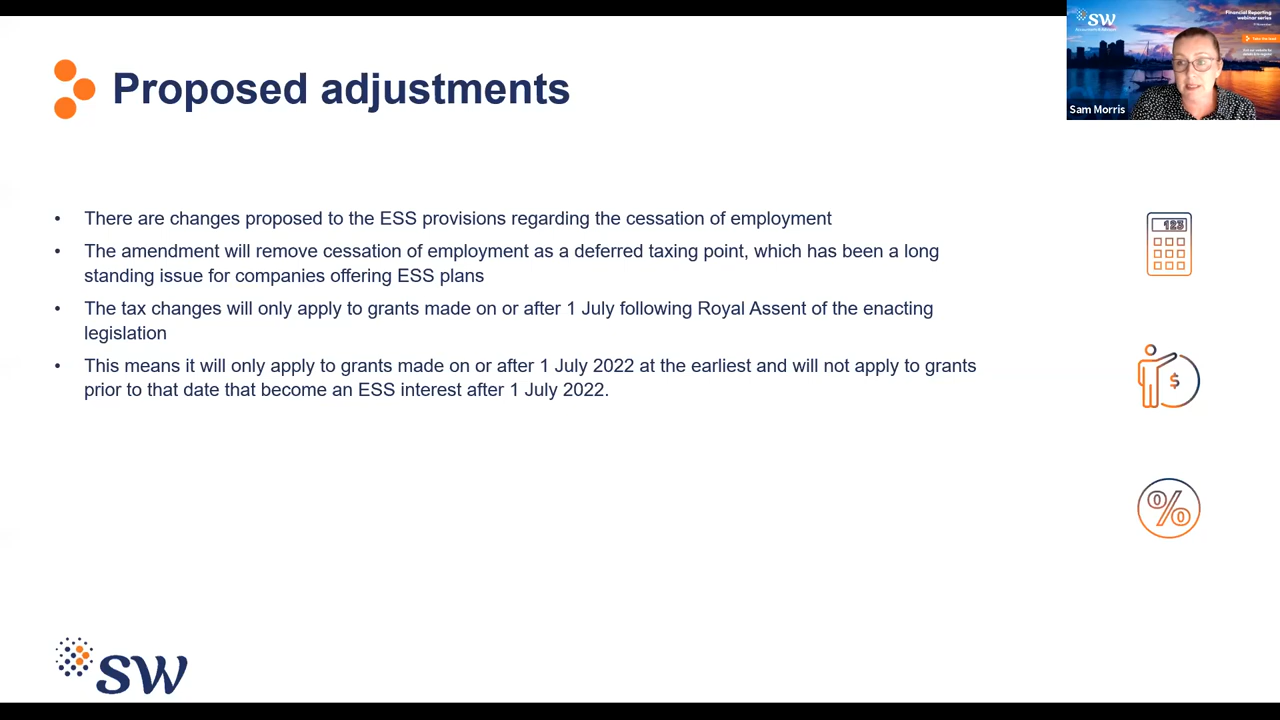 Proposed adjustments
SW
Financial Reporting
webinar series
Sam Morris
• There are changes proposed to the ESS provisions regarding the cessation of employment
• The amendment will remove cessation of employment as a deferred taxing point, which has been a long
standing issue for companies offering ESS plans
• The tax changes will only apply to grants made on or after 1 July following Royal Assent of the enacting
legislation
• This means it will only apply to grants made on or after 1 July 2022 at the earliest and will not apply to grants
prior to that date that become an ESS interest after 1 July 2022.
123
$
%
SW